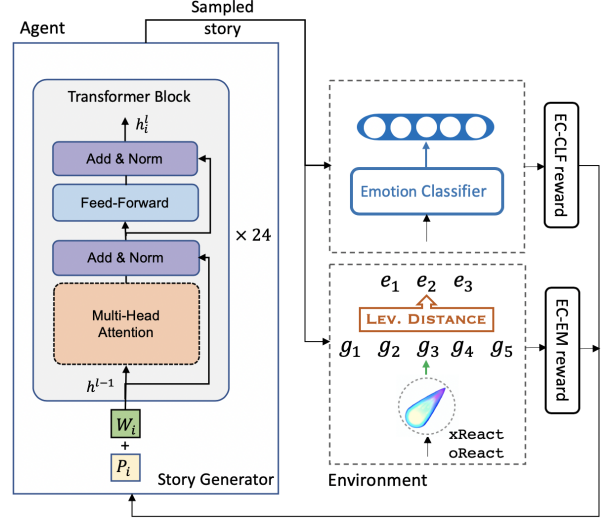 Agent
Sampled
story
Transformer Block
h_i^l
Add & Norm
Feed-Forward
Add & Norm
Multi-Head
Attention
× 24
h^{l-1}
W_i
+
P_i
Story Generator
Emotion Classifier
EC-CLF reward
e_1 e_2 e_3
LEV. DISTANCE
g_1 g_2 g_3 g_4 g_5
xReact
oReact
Environment
EC-EM reward